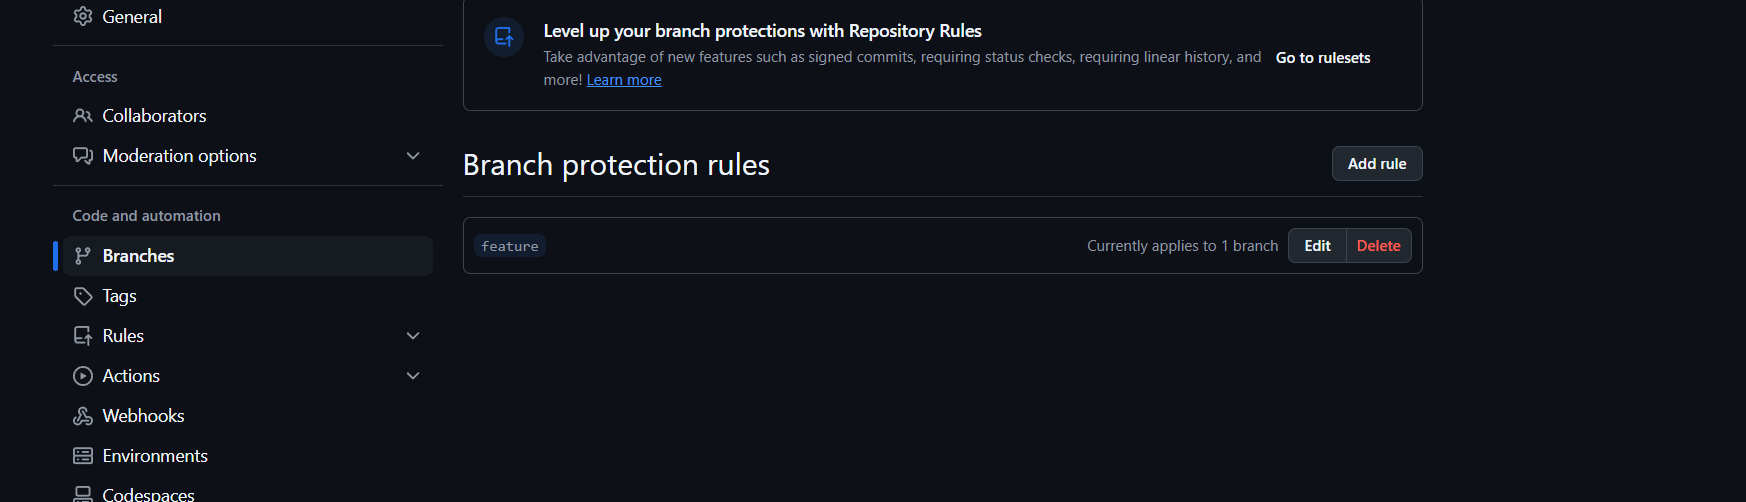 General
Access
Collaborators
Moderation options
Code and automation
Branches
Tags
Rules
Actions
Webhooks
Environments
Codespaces
Level up your branch protections with Repository Rules
Take advantage of new features such as signed commits, requiring status checks, requiring linear history, and
more! Learn more
Go to rulesets
Branch protection rules
Add rule
feature
Currently applies to 1 branch
Edit
Delete